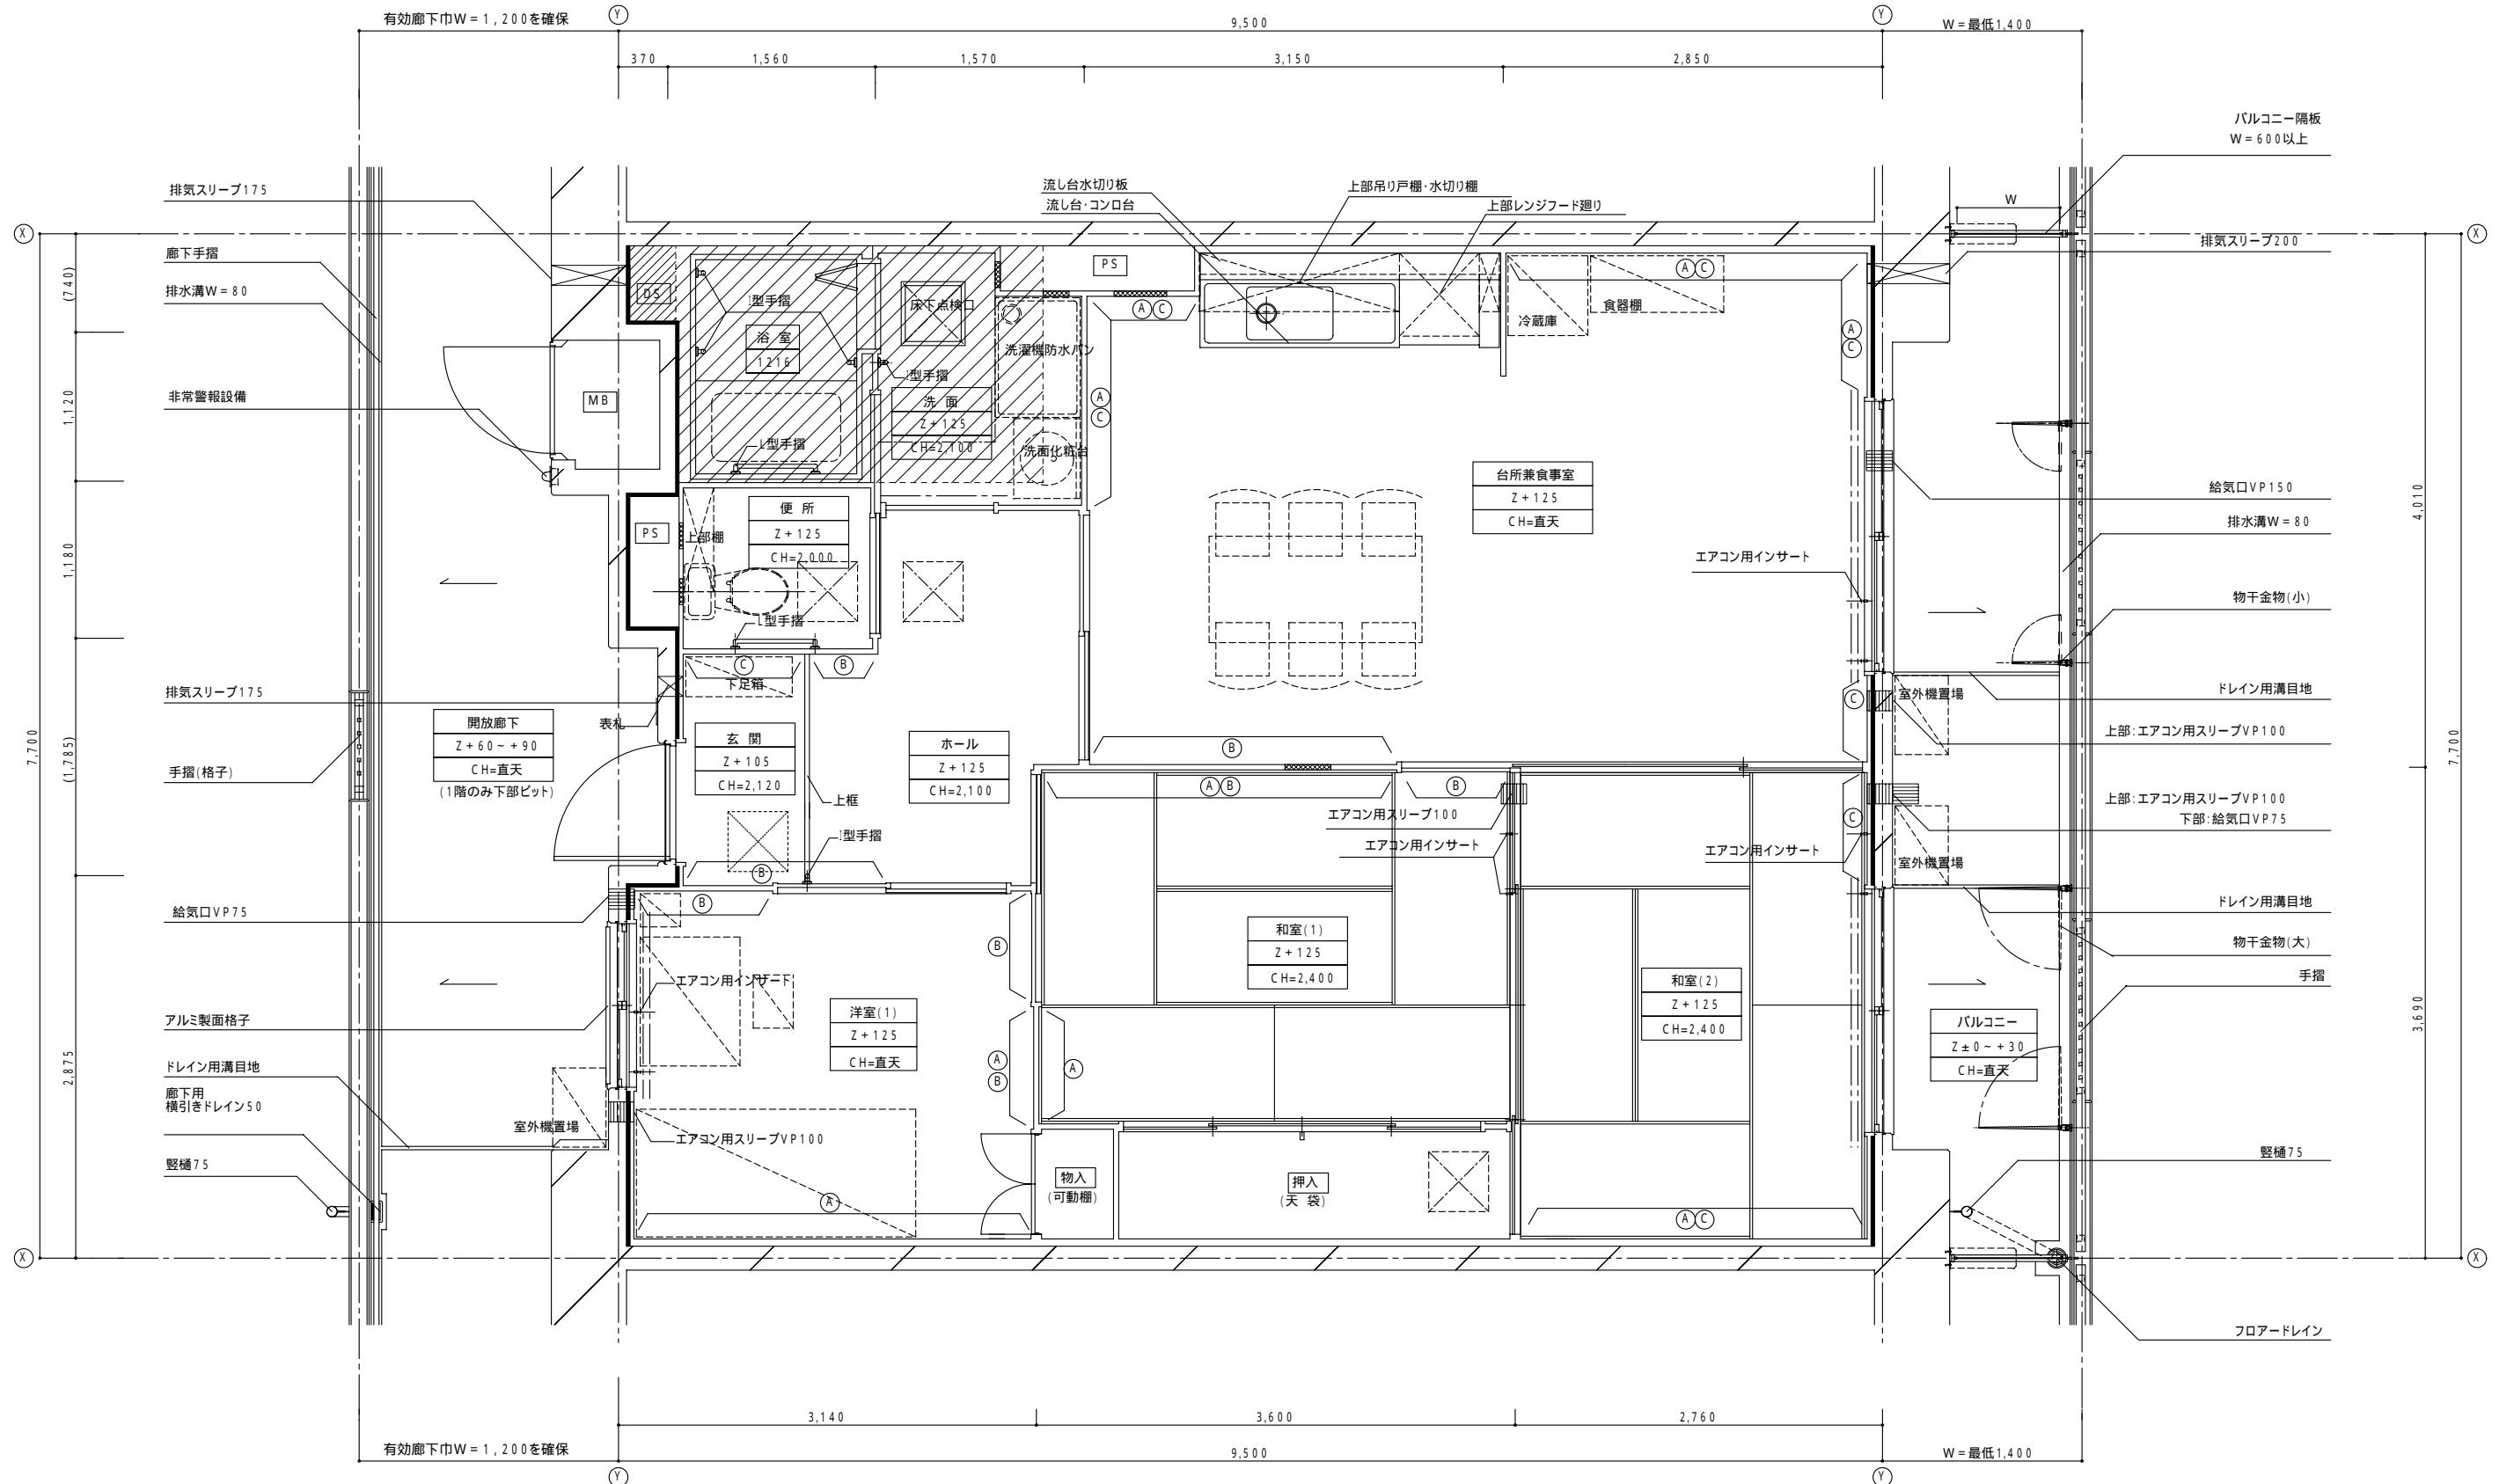 有効廊下巾W=1,200を確保
Y
9,500
Y
W=最低1,400
370
1,560
1,570
3,150
2,850
バルコニー隔板
W=600以上
排気スリーブ175
流し台水切り板
流し台・コンロ台
上部吊り戸棚・水切り棚
上部レンジフード廻り
W
X
X
廊下手摺
排気スリーブ200
排水溝W=80
(740)
DS
I型手摺
床下点検口
PS
A C
冷蔵庫
食器棚
A C
A
C
浴 室
1216
洗濯機防水パン
I型手摺
非常警報設備
MB
1,120
洗 面
Z+125
CH=2,100
A
C
L型手摺
洗面化粧台
台所兼食事室
Z+125
CH=直天
給気口VP150
4,010
排水溝W=80
便 所
Z+125
CH=2,000
PS
上部棚
1,180
エアコン用インサート
物干金物(小)
L型手摺
C
B
下足箱
排気スリーブ175
表札
C
室外機置場
ドレイン用溝目地
開放廊下
Z+60~+90
CH=直天
(1階のみ下部ピット)
玄 関
Z+105
CH=2,120
ホール
Z+125
CH=2,100
B
上部:エアコン用スリーブVP100
7,700
(1,785)
7,700
手摺(格子)
上框
A B
B
エアコン用スリーブ100
C
上部:エアコン用スリーブVP100
下部:給気口VP75
I型手摺
エアコン用インサート
エアコン用インサート
室外機置場
B
給気口VP75
B
ドレイン用溝目地
和室(1)
Z+125
CH=2,400
B
物干金物(大)
エアコン用インサート
和室(2)
Z+125
CH=2,400
手摺
アルミ製面格子
洋室(1)
Z+125
CH=直天
バルコニー
Z±0~+30
CH=直天
3,690
A
B
A
2,875
ドレイン用溝目地
廊下用
横引きドレイン50
室外機置場
エアコン用スリーブVP100
竪樋75
物入
(可動棚)
押入
(天 袋)
竪樋75
A
A C
X
X
フロアードレイン
3,140
3,600
2,760
有効廊下巾W=1,200を確保
9,500
W=最低1,400
Y
Y